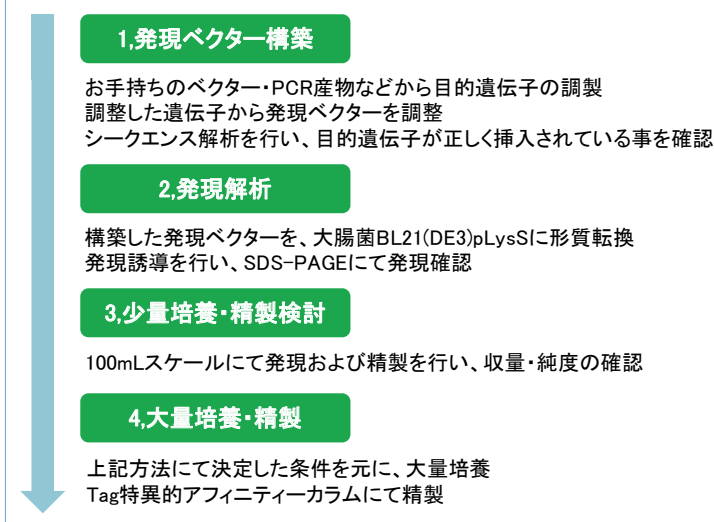 1,発現ベクター構築
お手持ちのベクター・PCR産物などから目的遺伝子の調製
調整した遺伝子から発現ベクターを調整
シークエンス解析を行い、目的遺伝子が正しく挿入されている事を確認
2,発現解析
構築した発現ベクターを、大腸菌BL21(DE3)pLysSに形質転換
発現誘導を行い、SDS-PAGEにて発現確認
3,少量培養・精製検討
100mLスケールにて発現および精製を行い、収量・純度の確認
4,大量培養・精製
上記方法にて決定した条件を元に、大量培養
Tag特異的アフィニティーカラムにて精製